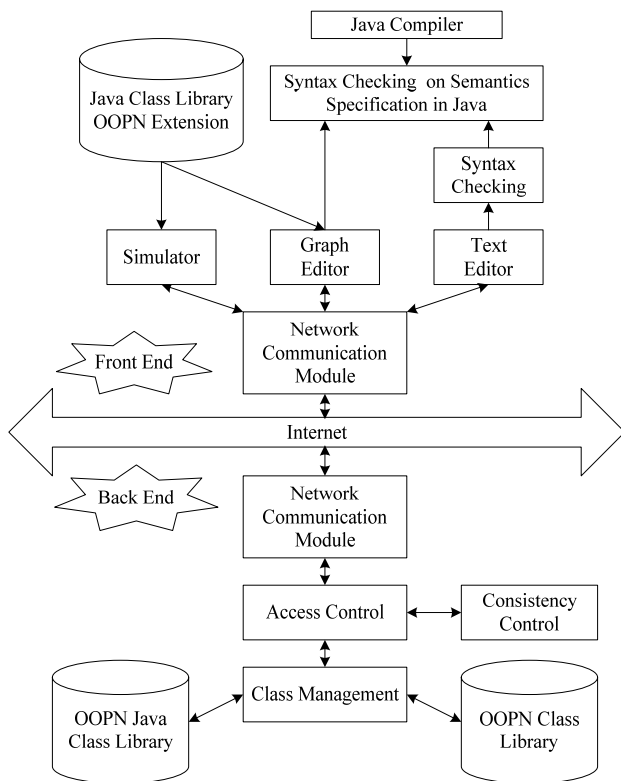 Java Compiler
Java Class Library
OOPN Extension
Syntax Checking on Semantics
Specification in Java
Syntax
Checking
Simulator
Graph
Editor
Text
Editor
Network
Communication
Module
Front End
Internet
Back End
Network
Communication
Module
Access Control
Consistency
Control
Class Management
OOPN Java
Class Library
OOPN Class
Library